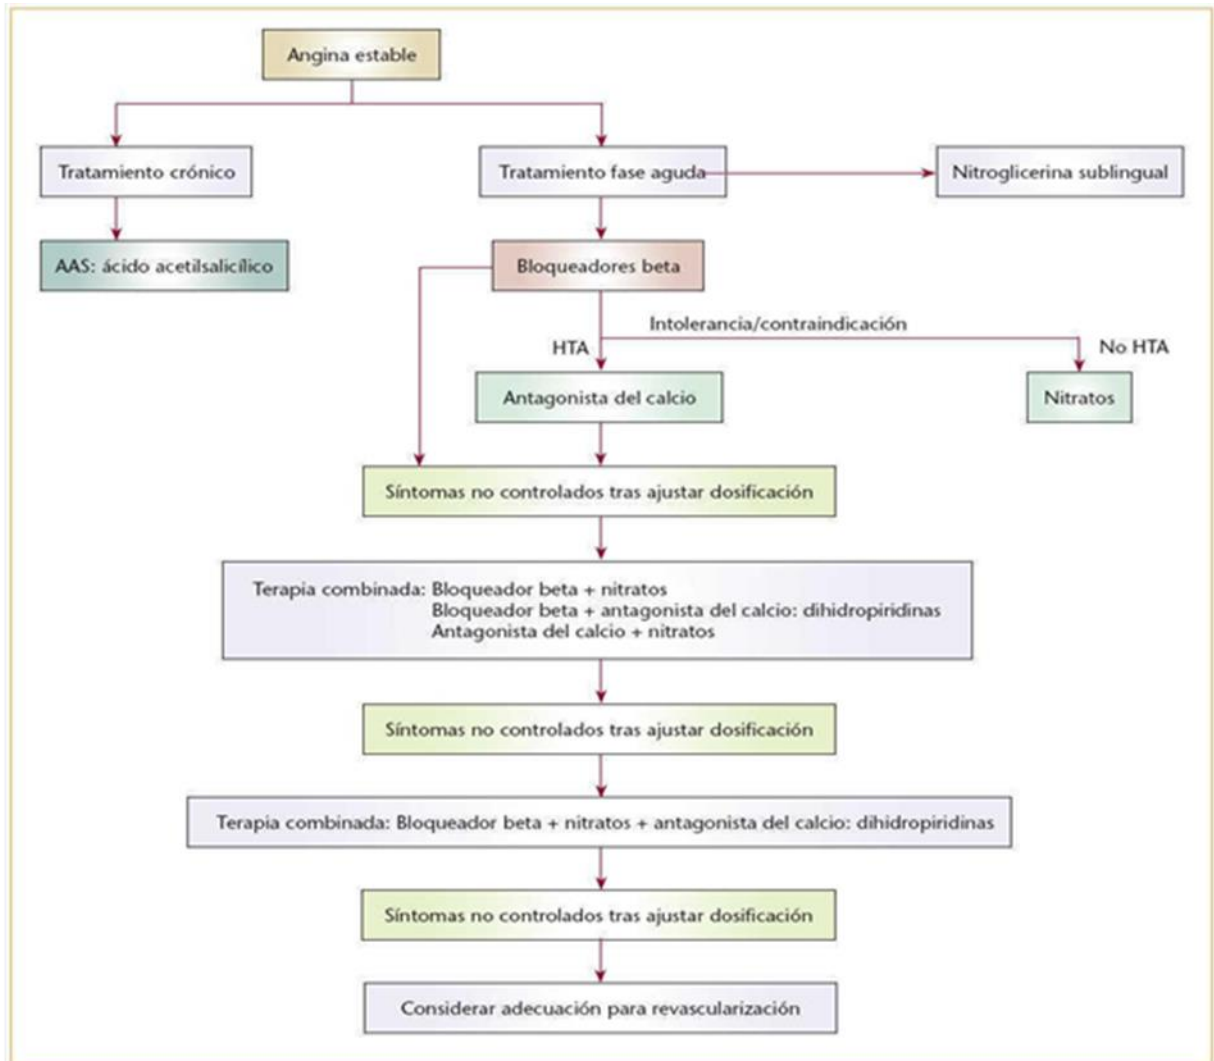 Angina estable
Tratamiento crónico
Tratamiento fase aguda
Nitroglicerina sublingual
AAS: ácido acetilsalicílico
Bloqueadores beta
Intolerancia/contraindicación
HTA
No HTA
Antagonista del calcio
Nitratos
Síntomas no controlados tras ajustar dosificación
Terapia combinada: Bloqueador beta + nitratos
Bloqueador beta + antagonista del calcio: dihidropiridinas
Antagonista del calcio + nitratos
Síntomas no controlados tras ajustar dosificación
Terapia combinada: Bloqueador beta + nitratos + antagonista del calcio: dihidropiridinas
Síntomas no controlados tras ajustar dosificación
Considerar adecuación para revascularización